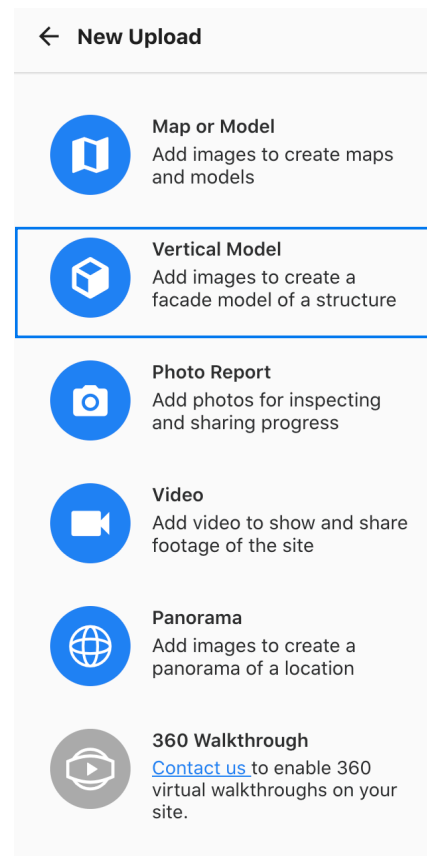 New Upload
Map or Model
Add images to create maps
and models
Vertical Model
Add images to create a
facade model of a structure
Photo Report
Add photos for inspecting
and sharing progress
Video
Add video to show and share
footage of the site
Panorama
Add images to create a
panorama of a location
360 Walkthrough
Contact us to enable 360
virtual walkthroughs on your
site.